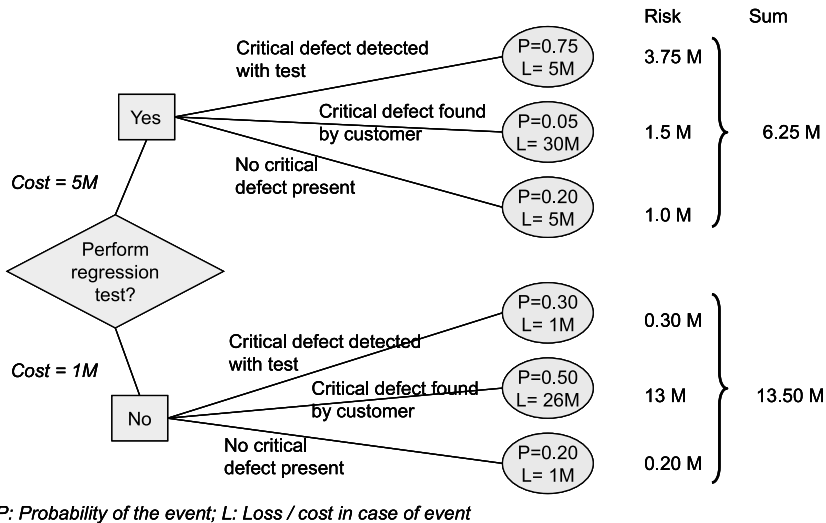 Risk
Sum
Critical defect detected
with test
P=0.75
L= 5M
3.75 M
Yes
Critical defect found
by customer
P=0.05
L= 30M
1.5 M
6.25 M
No critical
defect present
P=0.20
L= 5M
1.0 M
Cost = 5M
Perform
regression
test?
Cost = 1M
No
Critical defect detected
with test
P=0.30
L= 1M
0.30 M
Critical defect found
by customer
P=0.50
L= 26M
13 M
13.50 M
No critical
defect present
P=0.20
L= 1M
0.20 M
P: Probability of the event; L: Loss / cost in case of event